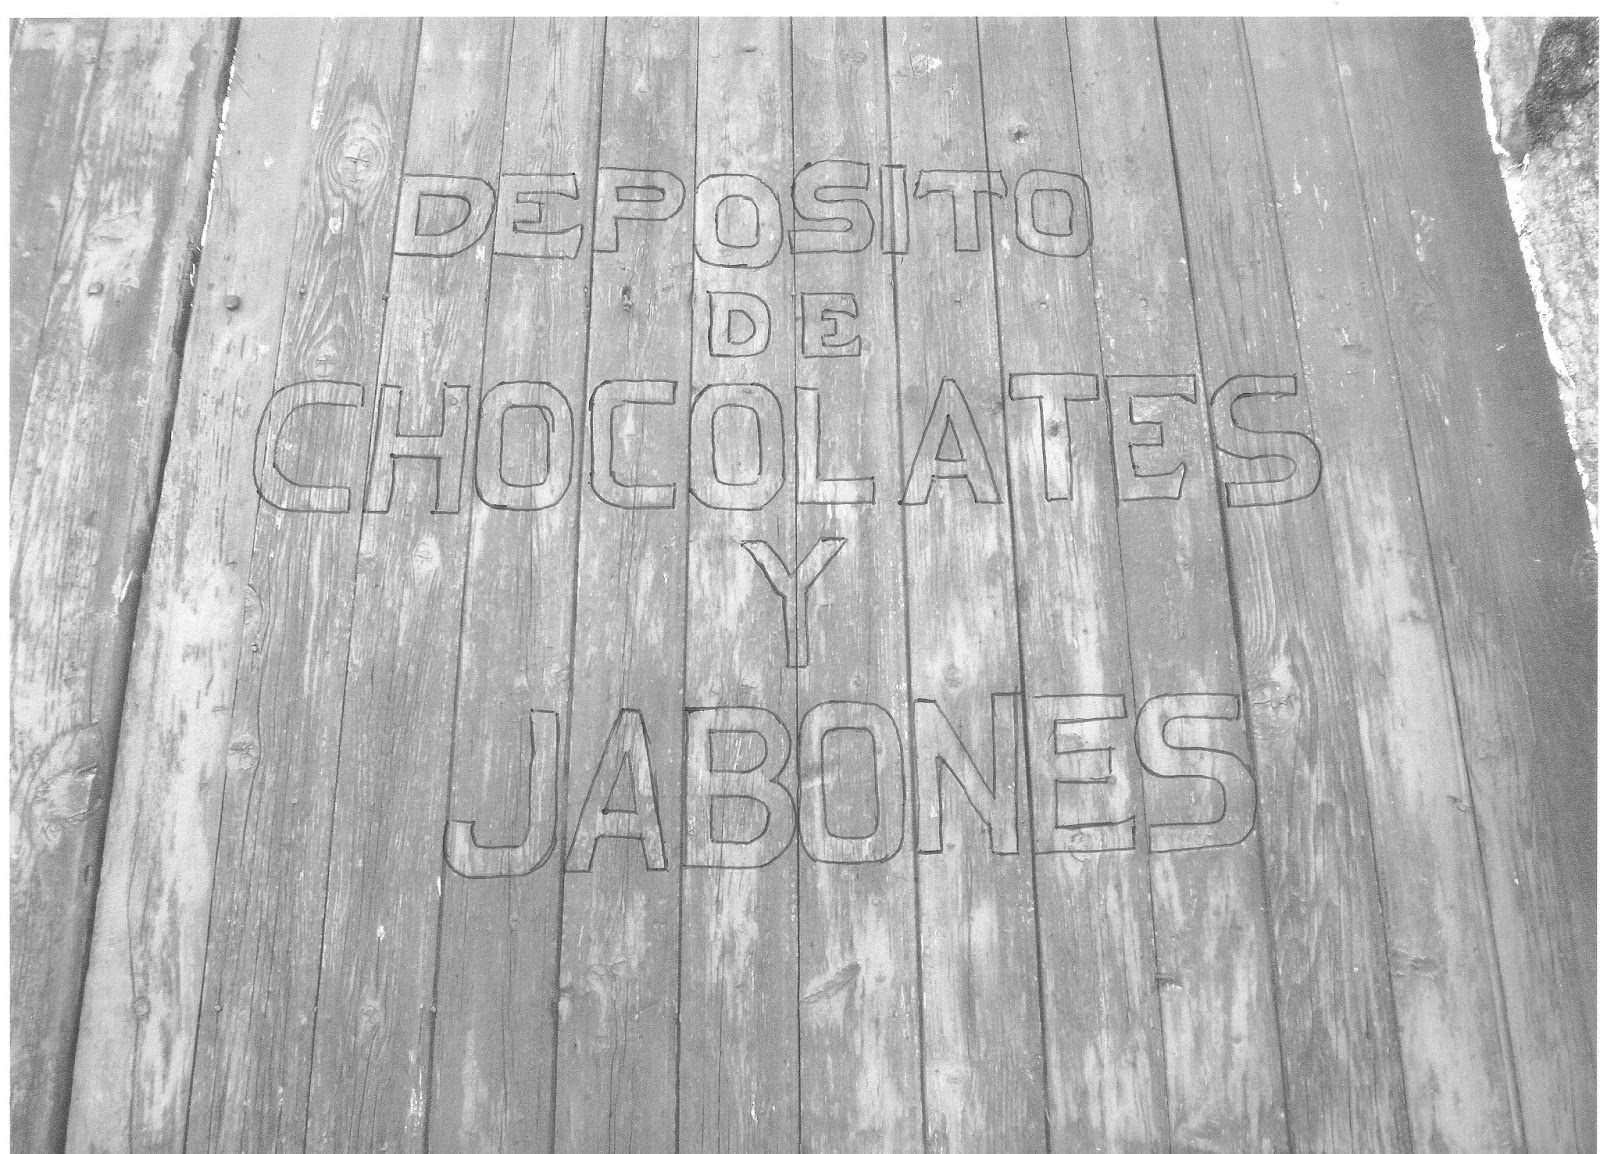 DEPOSITO
DE
CHOCOLATES
Y
JABONES